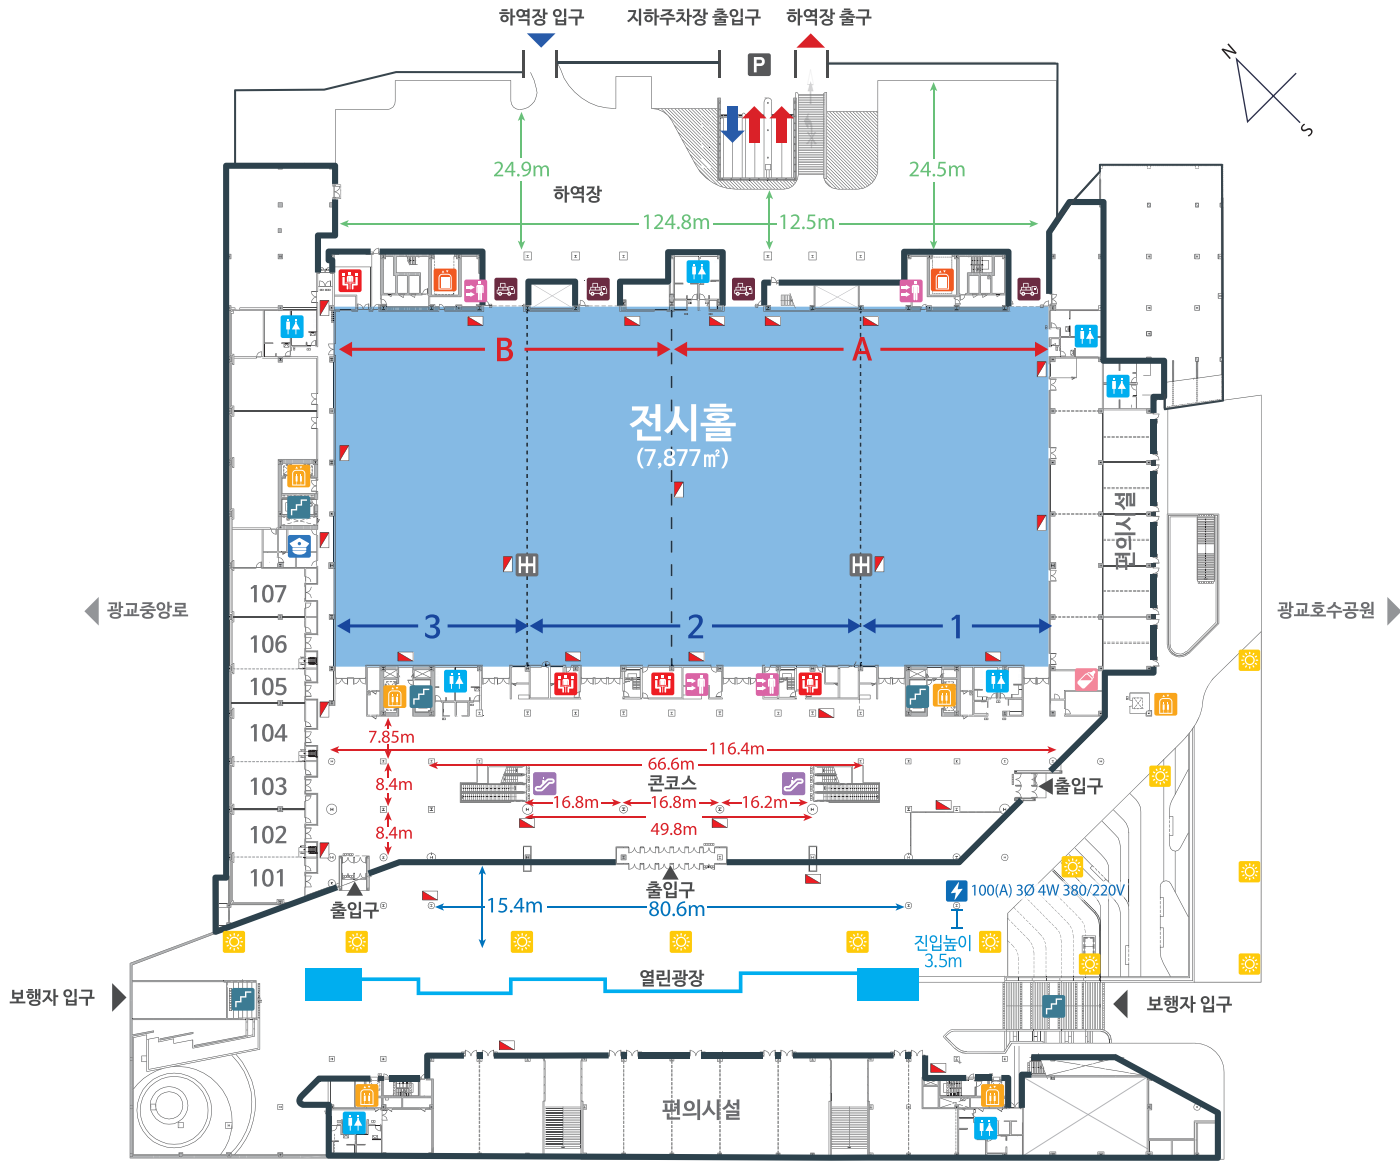 하역장 입구
지하주차장 출입구
하역장 출구
P
N
S
24.9m
24.5m
하역장
124.8m
12.5m
B
A
전시홀
(7,877㎡)
편의시설
107
106
105
104
103
102
101
광교중앙로
광교호수공원
3
2
1
7.85m
116.4m
66.6m
콘코스
8.4m
16.8m
16.8m
16.2m
출입구
8.4m
49.8m
출입구
출입구
15.4m
80.6m
100(A) 3Ø 4W 380/220V
진입높이
3.5m
열린광장
보행자 입구
보행자 입구
편의시설